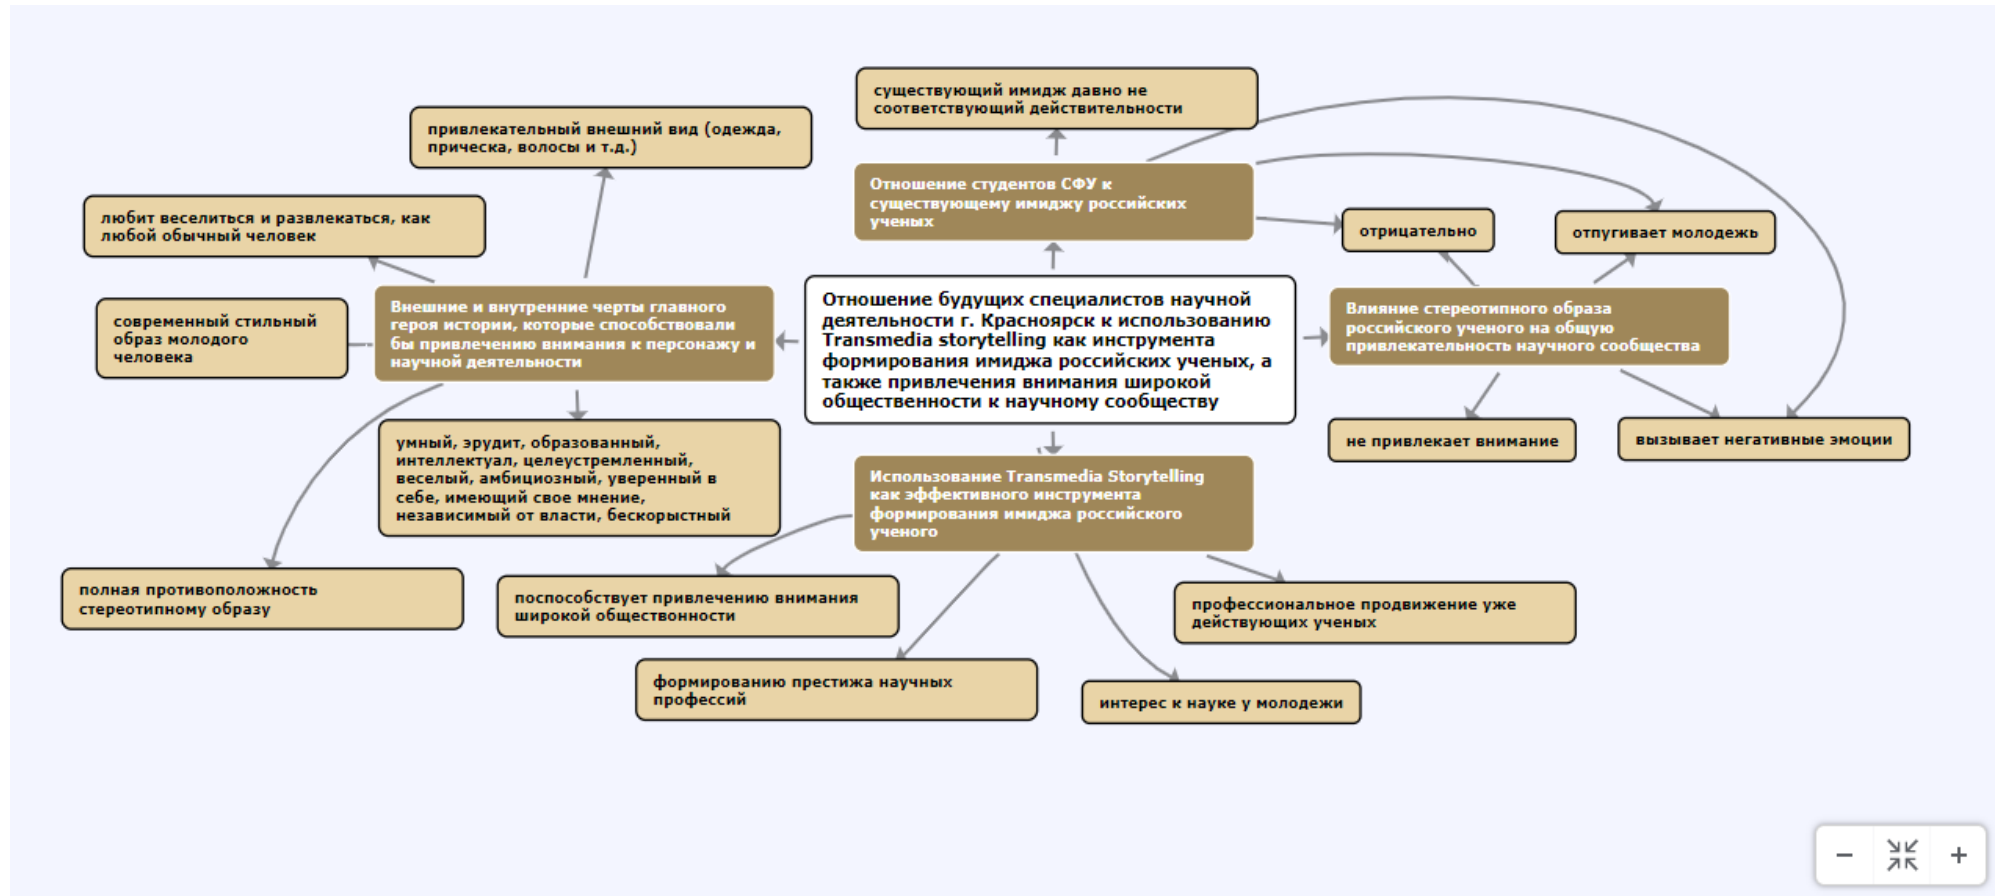 существующий имидж давно не
соответствующий действительности
привлекательный внешний вид (одежда,
прическа, волосы и т.д.)
Отношение студентов СФУ к
существующему имиджу российских
ученых
любит веселиться и развлекаться, как
любой обычный человек
отрицательно
отпугивает молодежь
Внешние и внутренние черты главного
героя истории, которые способствовали
бы привлечению внимания к персонажу и
научной деятельности
современный стильный
образ молодого
человека
Отношение будущих специалистов научной
деятельности г. Красноярск к использованию
Transmedia storytelling как инструмента
формирования имиджа российских ученых, а
также привлечения внимания широкой
общественности к научному сообществу
Влияние стереотипного образа
российского ученого на общую
привлекательность научного сообщества
умный, эрудит, образованный,
интеллектуал, целеустремленный,
веселый, амбициозный, уверенный в
себе, имеющий свое мнение,
независимый от власти, бескорыстный
не привлекает внимание
вызывает негативные эмоции
Использование Transmedia Storytelling
как эффективного инструмента
формирования имиджа российского
ученого
полная противоположность
стереотипному образу
поспособствует привлечению внимания
широкой общественности
профессиональное продвижение уже
действующих ученых
формированию престижа научных
профессий
интерес к науке у молодежи